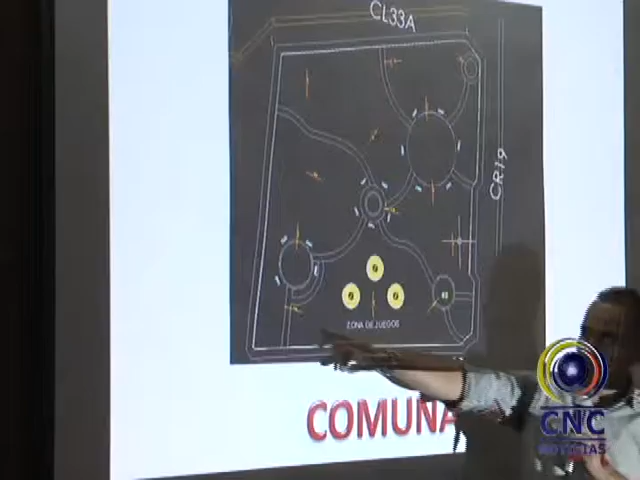 CL33A
CR19
ZONA DE JUEGOS
COMUNA
CNC
NOTICIAS